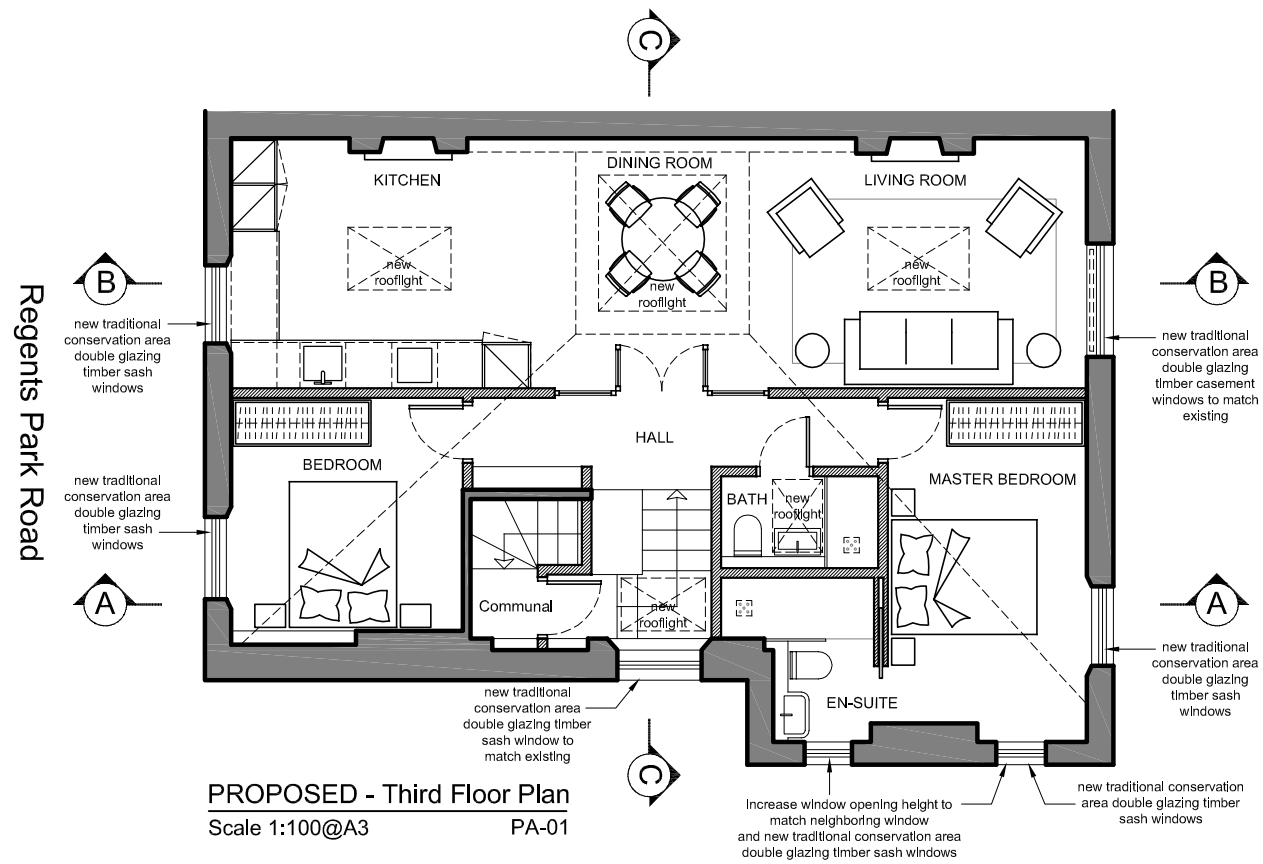 C
DINING ROOM
KITCHEN
LIVING ROOM
new
rooflight
new
rooflight
new
rooflight
B
B
Regents Park Road
new traditional
conservation area
double glazing
timber sash
windows
new traditional
conservation area
double glazing
timber casement
windows to match
existing
HALL
BEDROOM
MASTER BEDROOM
new traditional
conservation area
double glazing
timber sash
windows
BATH
new
rooflight
A
A
Communal
new
rooflight
new traditional
conservation area
double glazing
timber sash
windows
EN-SUITE
new traditional
conservation area
double glazing timber
sash window to
match existing
C
PROPOSED - Third Floor Plan
Scale 1:100@A3 PA-01
Increase window opening height to
match neighboring window
and new traditional conservation area
double glazing timber sash windows
new traditional conservation
area double glazing timber
sash windows